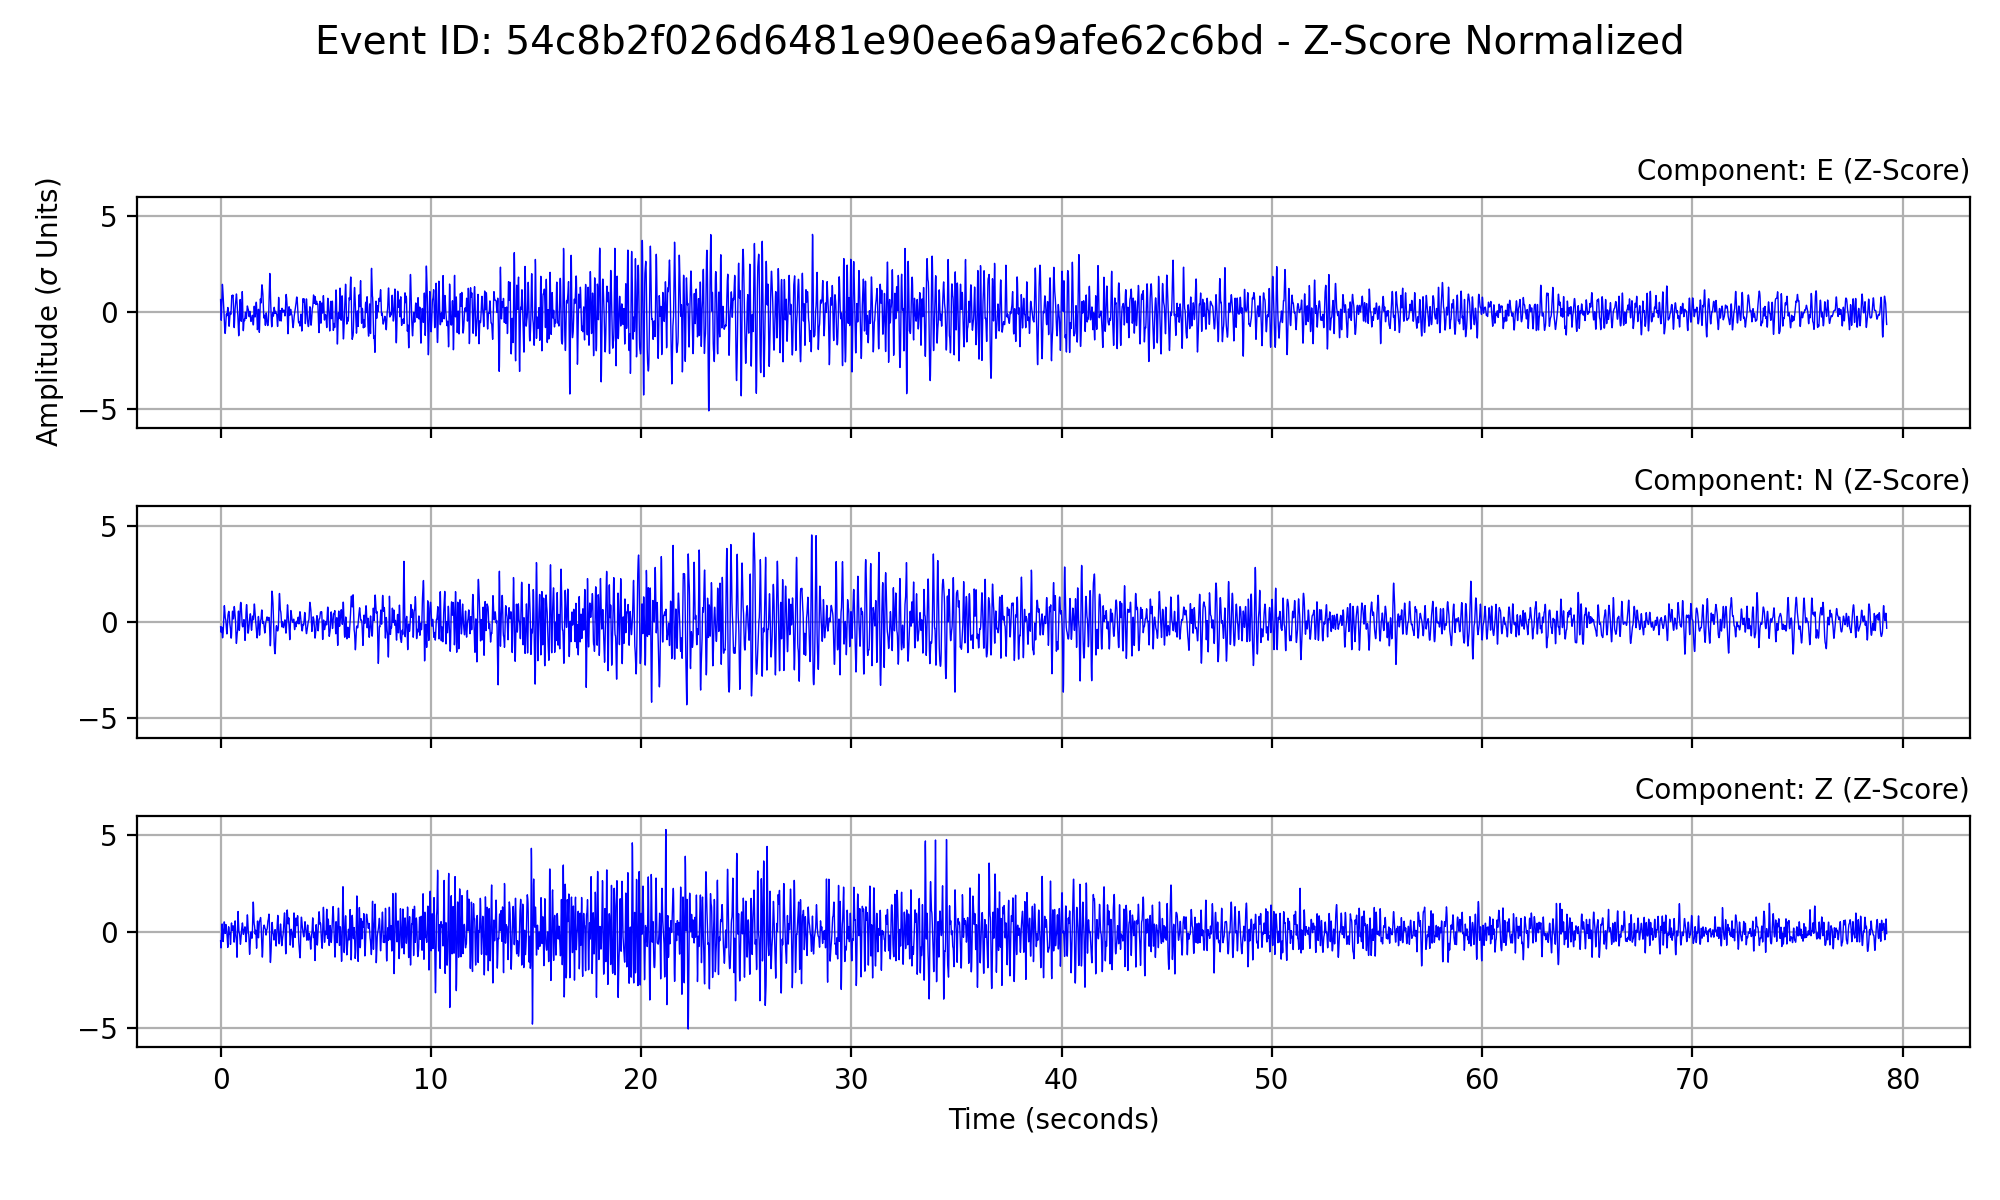 Event ID: 54c8b2f026d6481e90ee6a9afe62c6bd - Z-Score Normalized
Component: E (Z-Score)
Amplitude (σ Units)
5
0
−5
Component: N (Z-Score)
5
0
−5
Component: Z (Z-Score)
5
0
−5
0 10 20 30 40 50 60 70 80
Time (seconds)